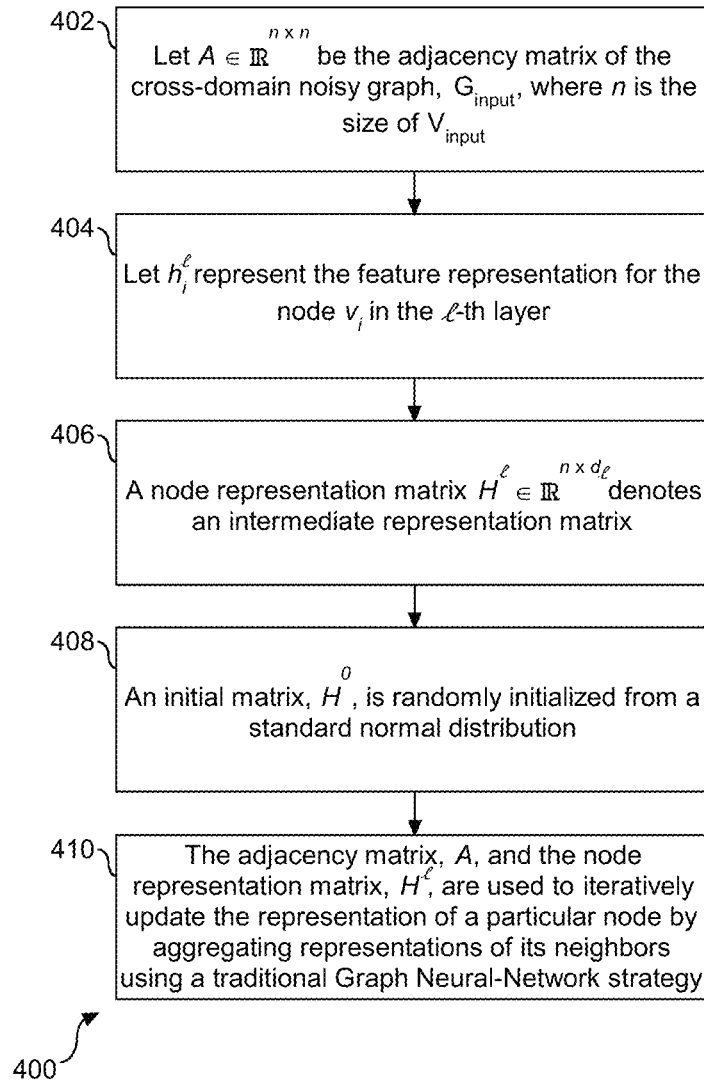 402
Let A ∈ ℝ^{n x n} be the adjacency matrix of the
cross-domain noisy graph, G_{input}, where n is the
size of V_{input}
404
Let h_i^ℓ represent the feature representation for the
node v_i in the ℓ-th layer
406
A node representation matrix H^ℓ ∈ ℝ^{n x d_ℓ} denotes
an intermediate representation matrix
408
An initial matrix, H^0, is randomly initialized from a
standard normal distribution
410
The adjacency matrix, A, and the node
representation matrix, H^ℓ, are used to iteratively
update the representation of a particular node by
aggregating representations of its neighbors
using a traditional Graph Neural-Network strategy
400